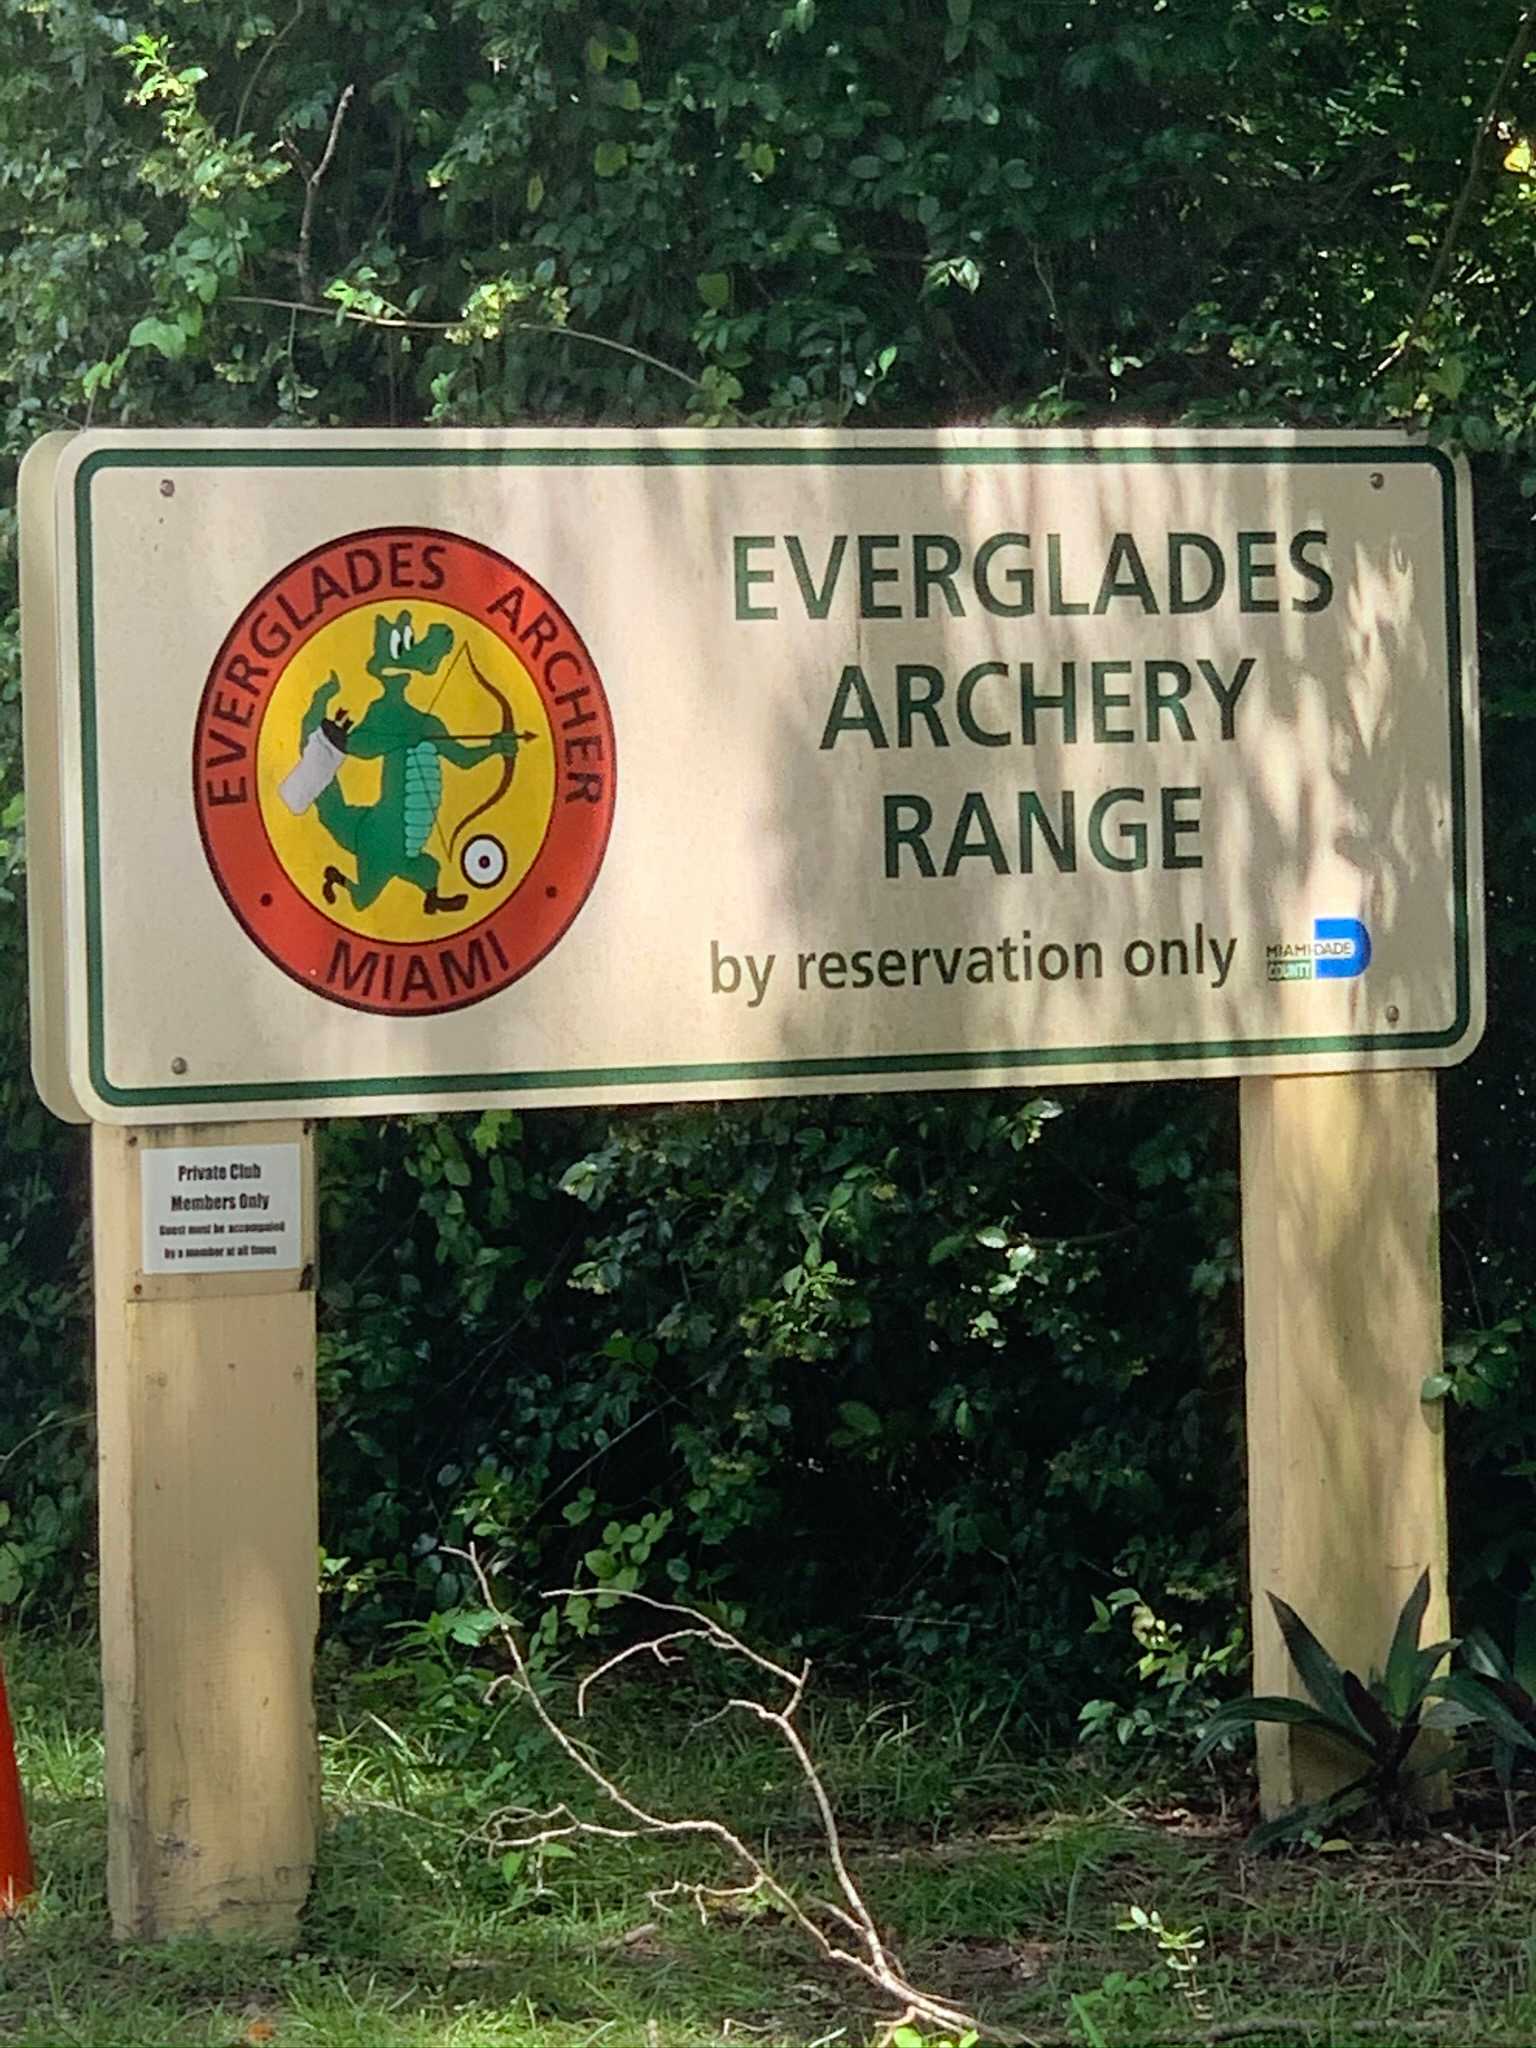 EVERGLADES ARCHER
MIAMI
EVERGLADES
ARCHERY
RANGE
by reservation only
MIAMI-DADE
COUNTY
Private Club
Members Only
Guest must be accompanied
by a member at all times